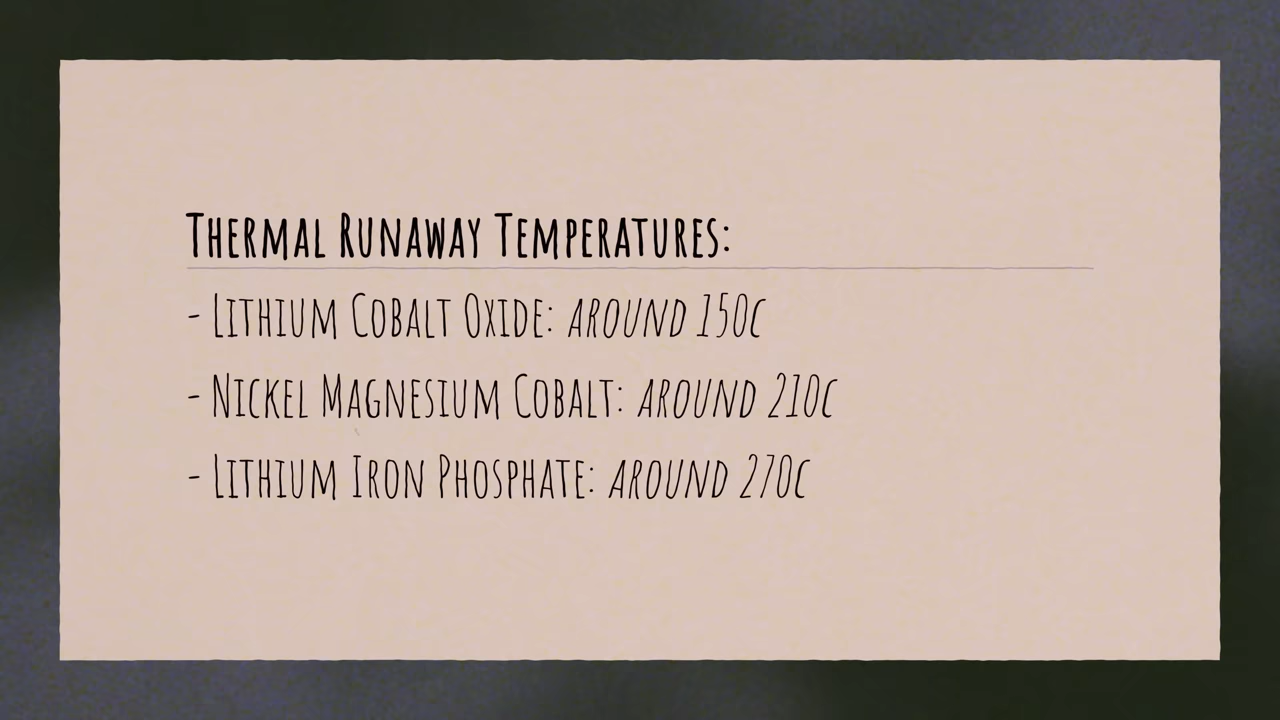 Thermal Runaway Temperatures:
- Lithium Cobalt Oxide: around 150c
- Nickel Magnesium Cobalt: around 210c
- Lithium Iron Phosphate: around 270c